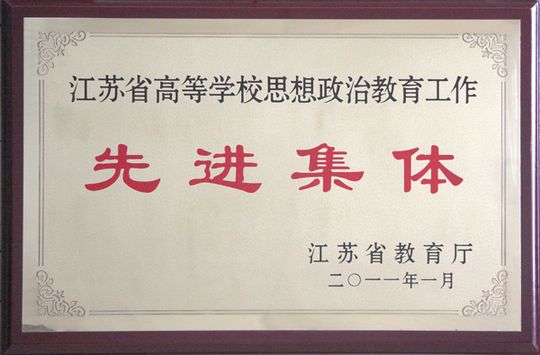 江苏省高等学校思想政治教育工作
先进集体
江苏省教育厅
二〇一一年一月